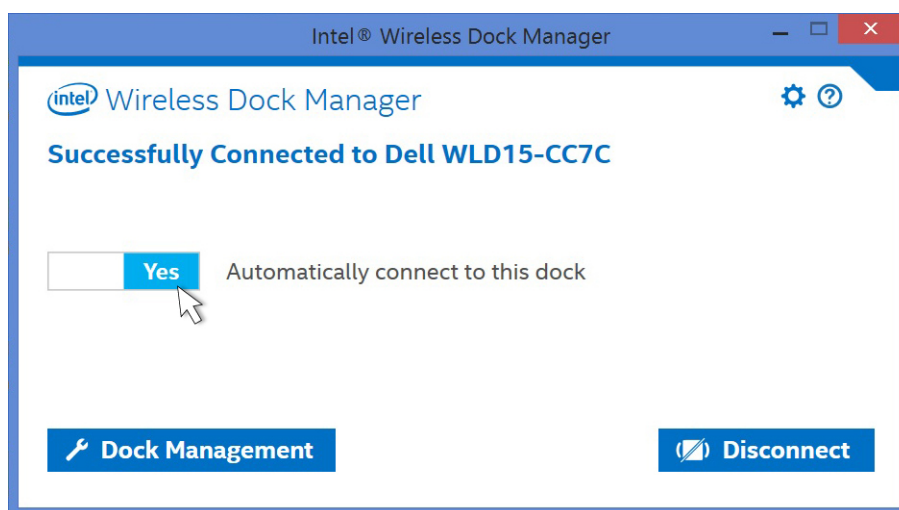 Intel® Wireless Dock Manager
intel Wireless Dock Manager
Successfully Connected to Dell WLD15-CC7C
Yes Automatically connect to this dock
Dock Management Disconnect